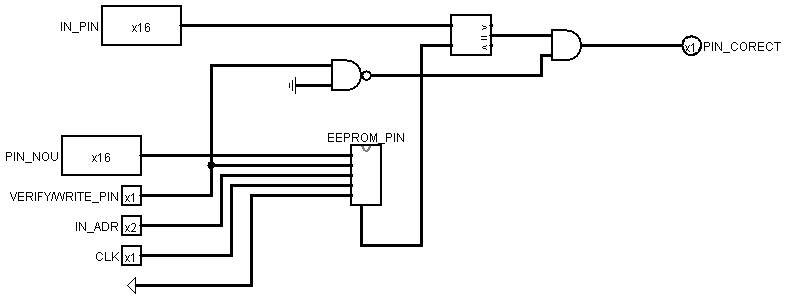 IN_PIN x16
> = <
x1 PIN_CORECT
EEPROM_PIN
PIN_NOU x16
VERIFY/WRITE_PIN x1
IN_ADR x2
CLK x1